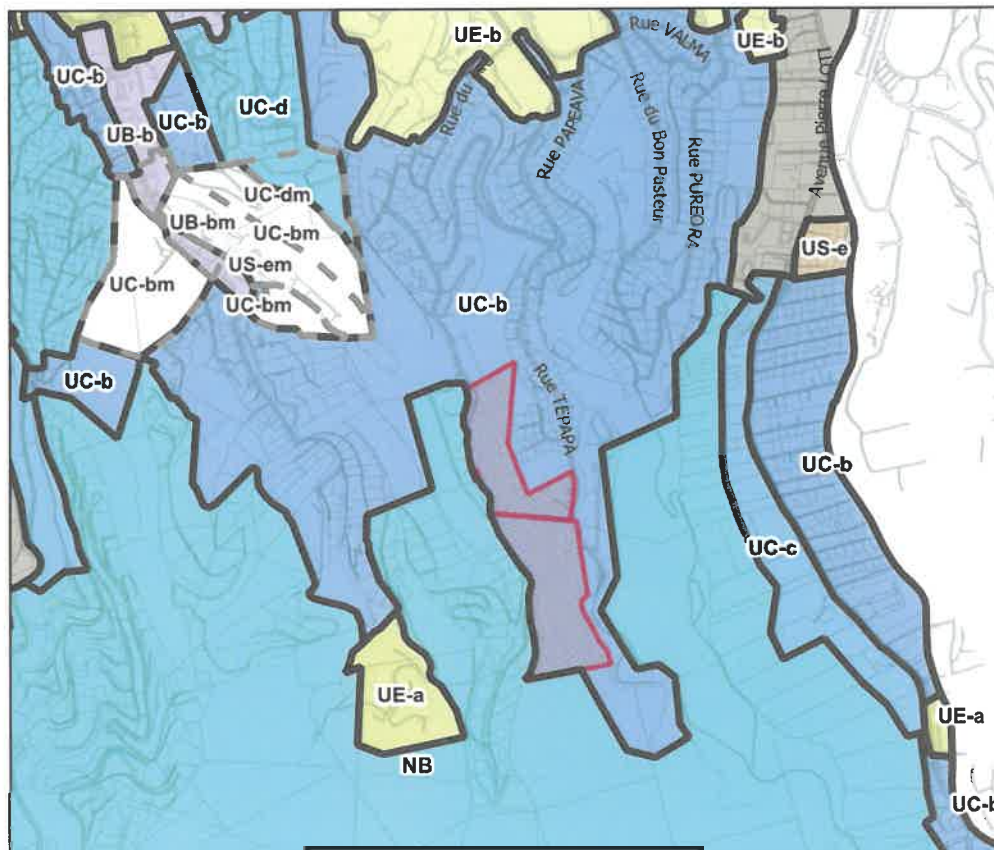 UE-b
Rue VALMA
UE-b
UC-b
UC-b
UC-d
UB-b
Rue du
Rue PAPEAVA
Rue du Bon Pasteur
Rue PUREORA
Avenue Pierre LOTI
UC-dm
UB-bm
UC-bm
US-em
UC-bm
UC-bm
US-e
UC-b
UC-b
Rue TEPAPA
UC-b
UC-c
UE-a
NB
UE-a
UC-b